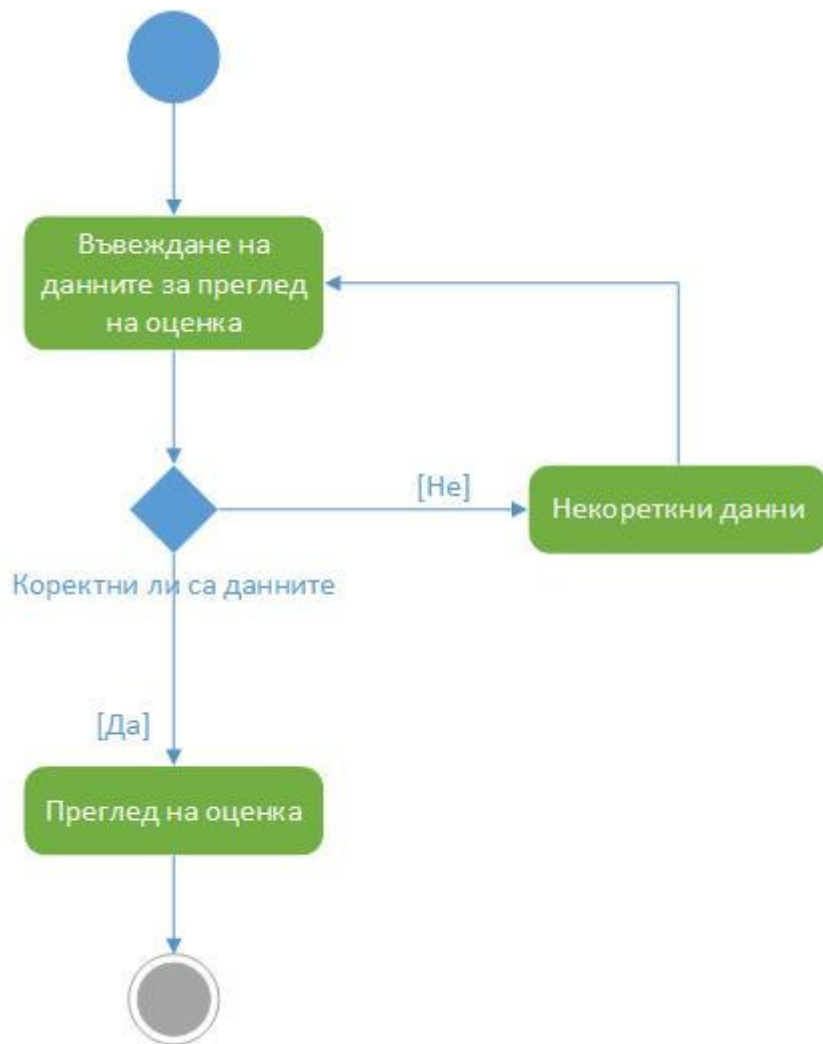 Въвеждане на
данните за преглед
на оценка
[Не]
Некореткни данни
Коректни ли са данните
[Да]
Преглед на оценка